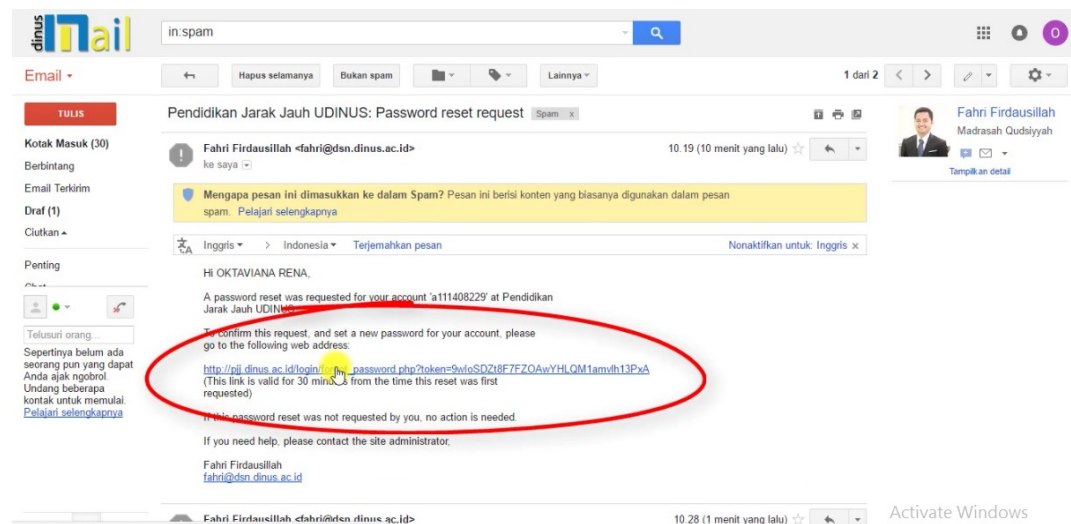 dinus
mail
in:spam
O
Email
Hapus selamanya
Bukan spam
Lainnya
1 dari 2
TULIS
Kotak Masuk (30)
Berbintang
Email Terkirim
Draf (1)
Ciutkan
Penting
Telusuri orang...
Sepertinya belum ada
seorang pun yang dapat
Anda ajak ngobrol.
Undang beberapa
kontak untuk memulai.
Pelajari selengkapnya
Pendidikan Jarak Jauh UDINUS: Password reset request
Spam x
Fahri Firdausillah <fahri@dsn.dinus.ac.id>
10.19 (10 menit yang lalu)
ke saya
Mengapa pesan ini dimasukkan ke dalam Spam? Pesan ini berisi konten yang biasanya digunakan dalam pesan
spam. Pelajari selengkapnya
Inggris > Indonesia Terjemahkan pesan
Nonaktifkan untuk: Inggris x
Hi OKTAVIANA RENA,
A password reset was requested for your account 'a111408229' at Pendidikan
Jarak Jauh UDINUS.
To confirm this request, and set a new password for your account, please
go to the following web address:
(This link is valid for 30 minutes from the time this reset was first
requested)
If this password reset was not requested by you, no action is needed.
If you need help, please contact the site administrator,
Fahri Firdausillah
fahri@dsn.dinus.ac.id
Fahri Firdausillah <fahri@dsn.dinus.ac.id>
10.28 (1 menit yang lalu)
Fahri Firdausillah
Madrasah Qudsiyyah
Tampilkan detail
Activate Windows